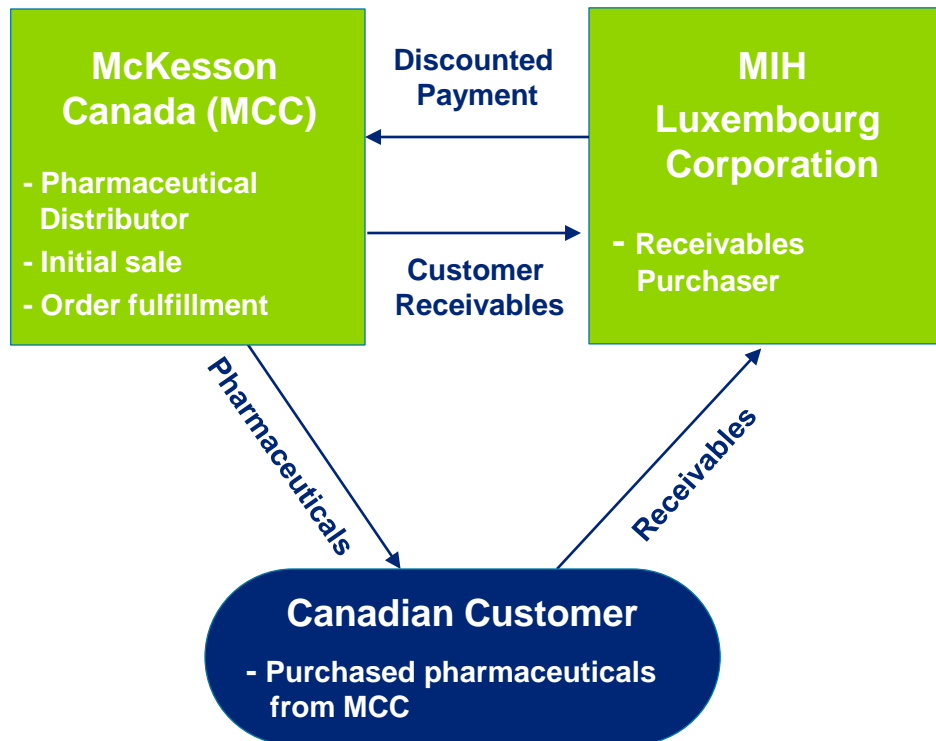 McKesson
Canada (MCC)
- Pharmaceutical
Distributor
- Initial sale
- Order fulfillment
Discounted
Payment
Customer
Receivables
MIH
Luxembourg
Corporation
- Receivables
Purchaser
Pharmaceuticals
Receivables
Canadian Customer
- Purchased pharmaceuticals
from MCC